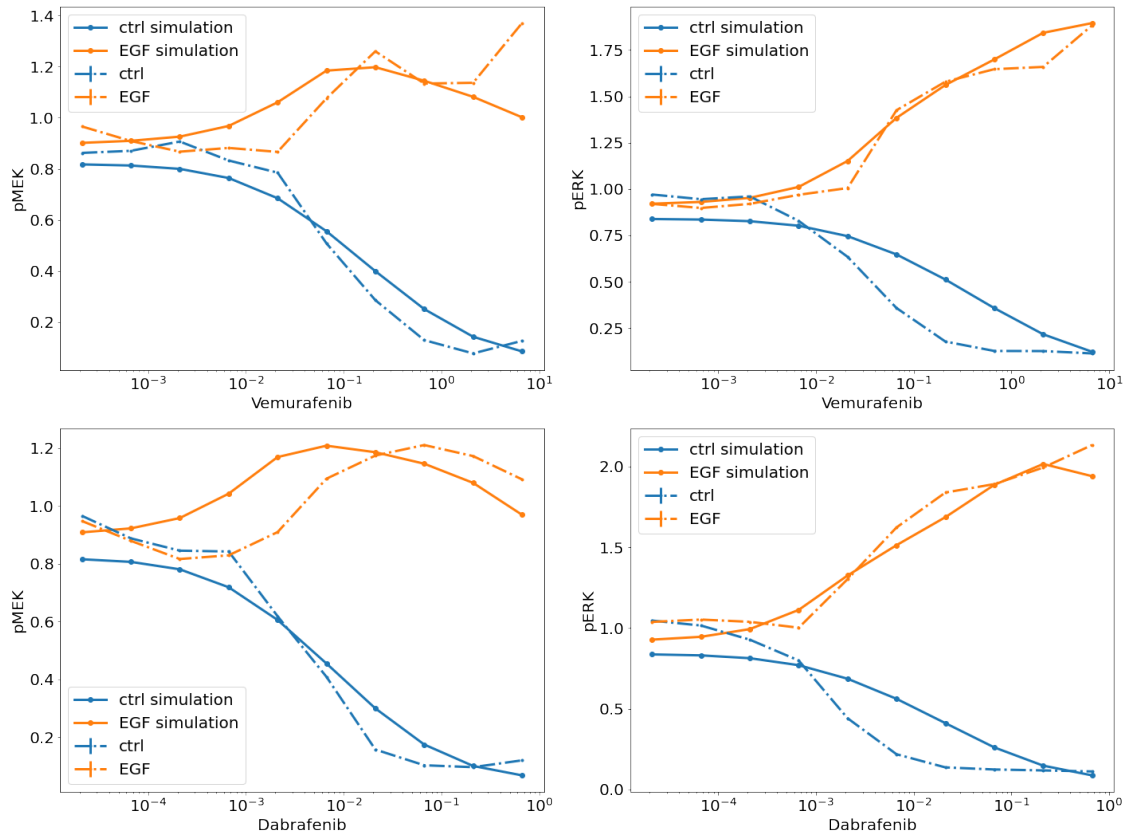 ctrl simulation
EGF simulation
ctrl
EGF
pMEK
1.4
1.2
1.0
0.8
0.6
0.4
0.2
10⁻³
10⁻²
10⁻¹
10⁰
10¹
Vemurafenib
ctrl simulation
EGF simulation
ctrl
EGF
pERK
1.75
1.50
1.25
1.00
0.75
0.50
0.25
10⁻³
10⁻²
10⁻¹
10⁰
10¹
Vemurafenib
ctrl simulation
EGF simulation
ctrl
EGF
pMEK
1.2
1.0
0.8
0.6
0.4
0.2
10⁻⁴
10⁻³
10⁻²
10⁻¹
10⁰
Dabrafenib
ctrl simulation
EGF simulation
ctrl
EGF
pERK
2.0
1.5
1.0
0.5
0.0
10⁻⁴
10⁻³
10⁻²
10⁻¹
10⁰
Dabrafenib